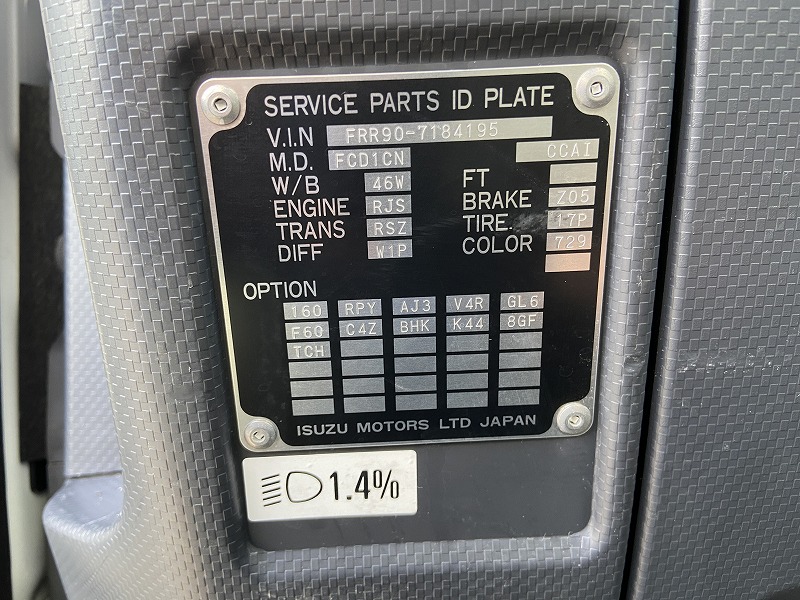 SERVICE PARTS ID PLATE
V.I.N FRR90-7184195
M.D. FCD1CN CCAI
W/B 46W FT
ENGINE RJS BRAKE Z05
TRANS RSZ TIRE. 17P
DIFF W1P COLOR 729
OPTION
160 RPY AJ3 V4R GL6
F60 C4Z BHK K44 8GF
TCH
ISUZU MOTORS LTD JAPAN
1.4%